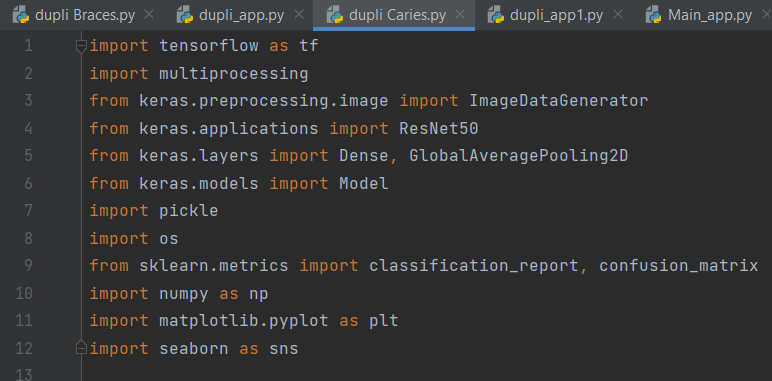 dupli Braces.py dupli_app.py dupli Caries.py dupli_app1.py Main_app.py
1 import tensorflow as tf
2 import multiprocessing
3 from keras.preprocessing.image import ImageDataGenerator
4 from keras.applications import ResNet50
5 from keras.layers import Dense, GlobalAveragePooling2D
6 from keras.models import Model
7 import pickle
8 import os
9 from sklearn.metrics import classification_report, confusion_matrix
10 import numpy as np
11 import matplotlib.pyplot as plt
12 import seaborn as sns
13